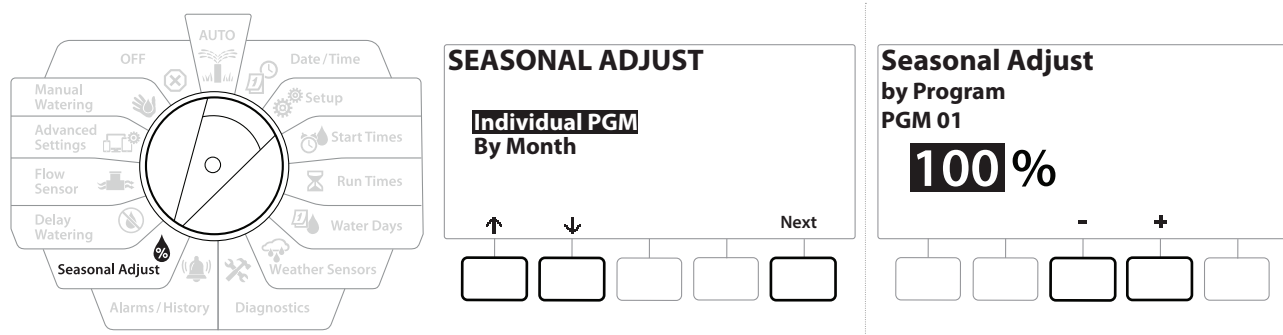 AUTO
OFF
Date / Time
Manual
Watering
Setup
Advanced
Settings
Start Times
Flow
Sensor
Run Times
Delay
Watering
Water Days
%
Seasonal Adjust
Weather Sensors
Alarms / History
Diagnostics
SEASONAL ADJUST
Individual PGM
By Month
↑ ↓ Next
Seasonal Adjust
by Program
PGM 01
100 %
- +